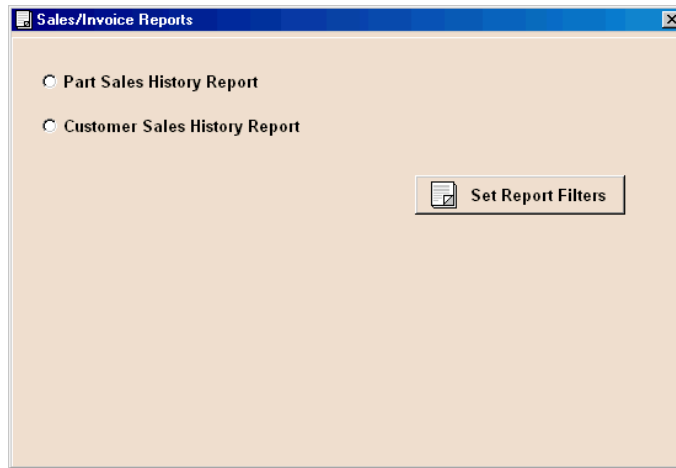 Sales/Invoice Reports
Part Sales History Report
Customer Sales History Report
Set Report Filters